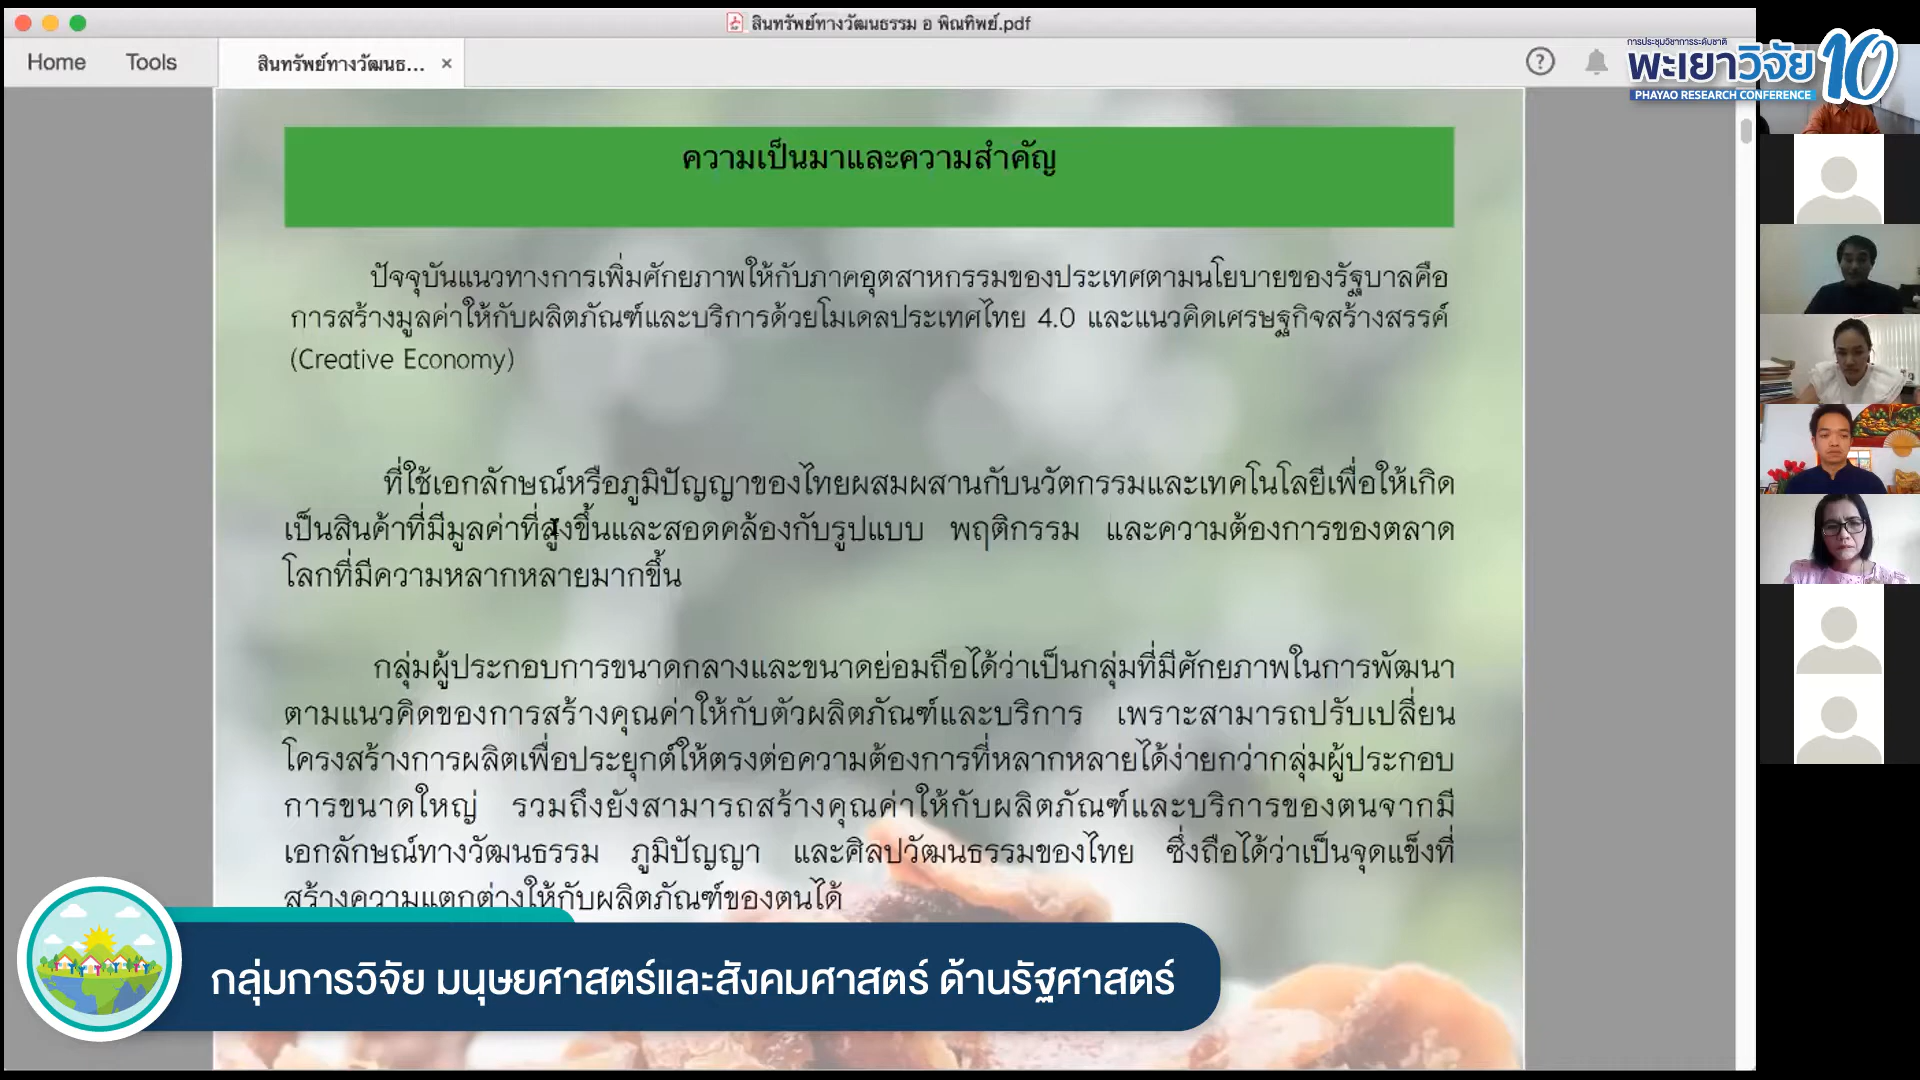 สินทรัพย์ทางวัฒนธรรม อ พิณทิพย์.pdf
Home
Tools
สินทรัพย์ทางวัฒนธ...
การประชุมวิชาการระดับชาติ
พะเยาวิจัย 10
PHAYAO RESEARCH CONFERENCE
ความเป็นมาและความสำคัญ
ปัจจุบันแนวทางการเพิ่มศักยภาพให้กับภาคอุตสาหกรรมของประเทศตามนโยบายของรัฐบาลคือ
การสร้างมูลค่าให้กับผลิตภัณฑ์และบริการด้วยโมเดลประเทศไทย 4.0 และแนวคิดเศรษฐกิจสร้างสรรค์
(Creative Economy)
ที่ใช้เอกลักษณ์หรือภูมิปัญญาของไทยผสมผสานกับนวัตกรรมและเทคโนโลยีเพื่อให้เกิด
เป็นสินค้าที่มีมูลค่าที่สูงขึ้นและสอดคล้องกับรูปแบบ พฤติกรรม และความต้องการของตลาด
โลกที่มีความหลากหลายมากขึ้น
กลุ่มผู้ประกอบการขนาดกลางและขนาดย่อมถือได้ว่าเป็นกลุ่มที่มีศักยภาพในการพัฒนา
ตามแนวคิดของการสร้างคุณค่าให้กับตัวผลิตภัณฑ์และบริการ เพราะสามารถปรับเปลี่ยน
โครงสร้างการผลิตเพื่อประยุกต์ให้ตรงต่อความต้องการที่หลากหลายได้ง่ายกว่ากลุ่มผู้ประกอบ
การขนาดใหญ่ รวมถึงยังสามารถสร้างคุณค่าให้กับผลิตภัณฑ์และบริการของตนจากมี
เอกลักษณ์ทางวัฒนธรรม ภูมิปัญญา และศิลปวัฒนธรรมของไทย ซึ่งถือได้ว่าเป็นจุดแข็งที่
สร้างความแตกต่างให้กับผลิตภัณฑ์ของตนได้
กลุ่มการวิจัย มนุษยศาสตร์และสังคมศาสตร์ ด้านรัฐศาสตร์